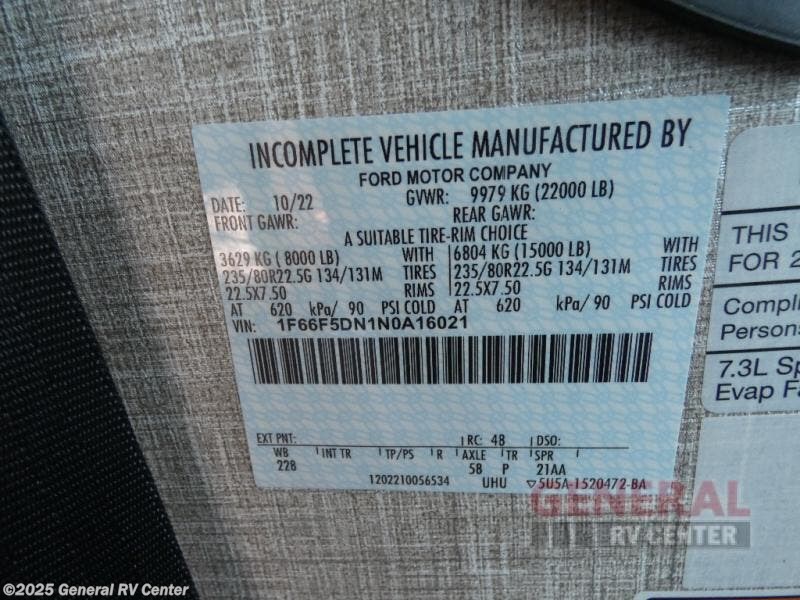 INCOMPLETE VEHICLE MANUFACTURED BY
FORD MOTOR COMPANY
DATE: 10/22 GVWR: 9979 KG (22000 LB)
FRONT GAWR: REAR GAWR:
A SUITABLE TIRE-RIM CHOICE
3629 KG ( 8000 LB) WITH 6804 KG (15000 LB) WITH
235/80R22.5G 134/131M TIRES 235/80R22.5G 134/131M TIRES
22.5X7.50 RIMS 22.5X7.50 RIMS
AT 620 kPa/ 90 PSI COLD AT 620 kPa/ 90 PSI COLD
VIN: 1F66F5DN1N0A16021
EXT PNT: RC: 48 DSO:
WB INT TR TP/PS R AXLE TR SPR
228 5B P 21AA
1202210056534 UHU ▽5U5A-1520472-BA
THIS
FOR 2
Compli
Persons
7.3L Sp
Evap Fa
GENERAL
RV CENTER
©2025 General RV Center